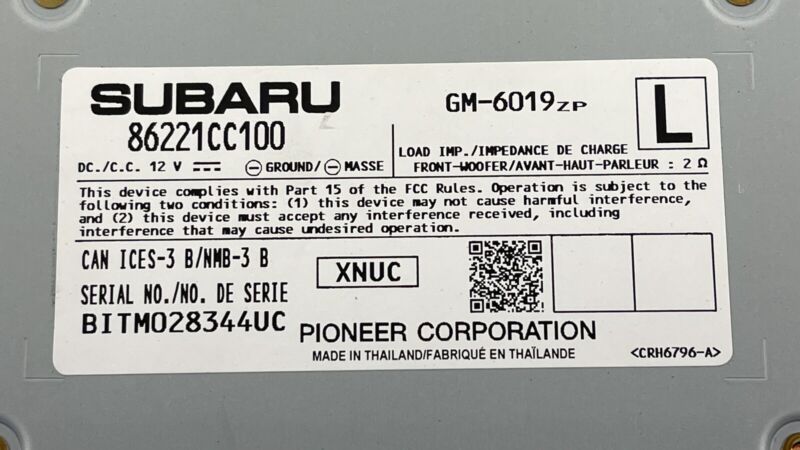 SUBARU
86221CC100
GM-6019ZP
L
DC./C.C. 12 V ⎓ ⊖ GROUND/⊖ MASSE
LOAD IMP./IMPEDANCE DE CHARGE
FRONT-WOOFER/AVANT-HAUT-PARLEUR : 2 Ω
This device complies with Part 15 of the FCC Rules. Operation is subject to the
following two conditions: (1) this device may not cause harmful interference,
and (2) this device must accept any interference received, including
interference that may cause undesired operation.
CAN ICES-3 B/NMB-3 B
XNUC
SERIAL NO./NO. DE SERIE
BITM028344UC
PIONEER CORPORATION
MADE IN THAILAND/FABRIQUÉ EN THAÏLANDE
<CRH6796-A>